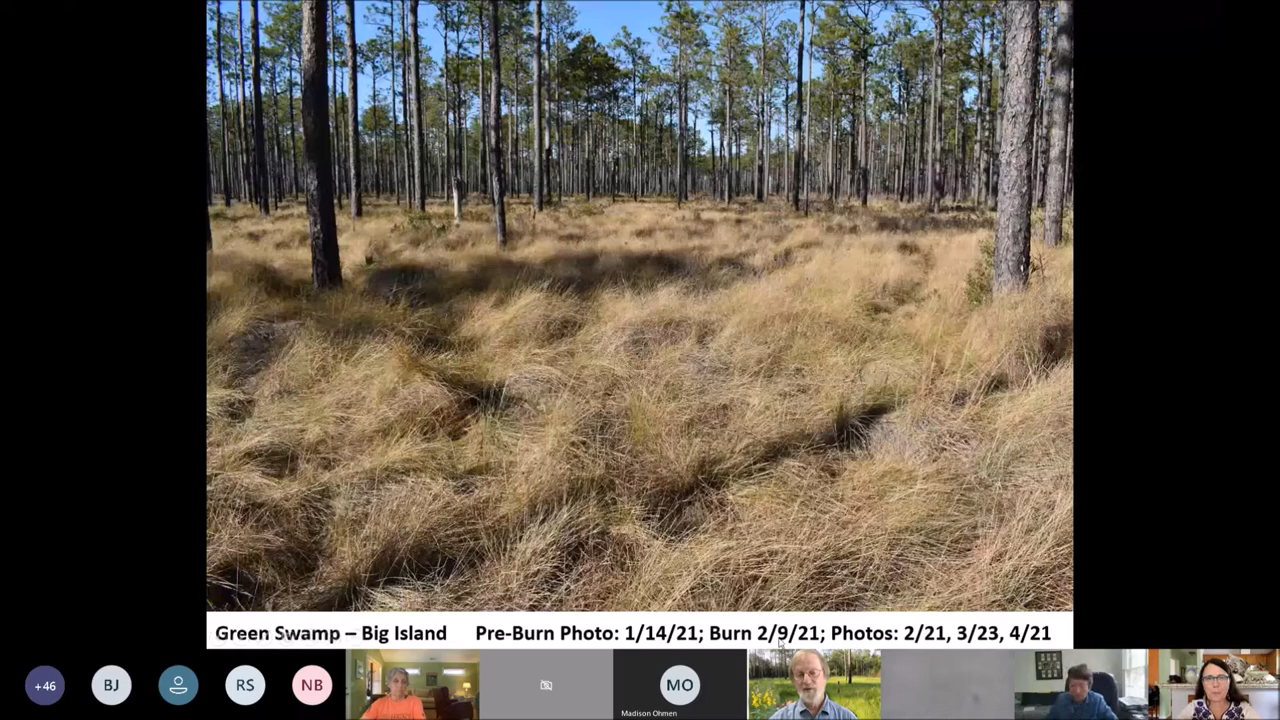 Green Swamp – Big Island Pre-Burn Photo: 1/14/21; Burn 2/9/21; Photos: 2/21, 3/23, 4/21
+46
BJ
RS
NB
MO
Madison Ohmen